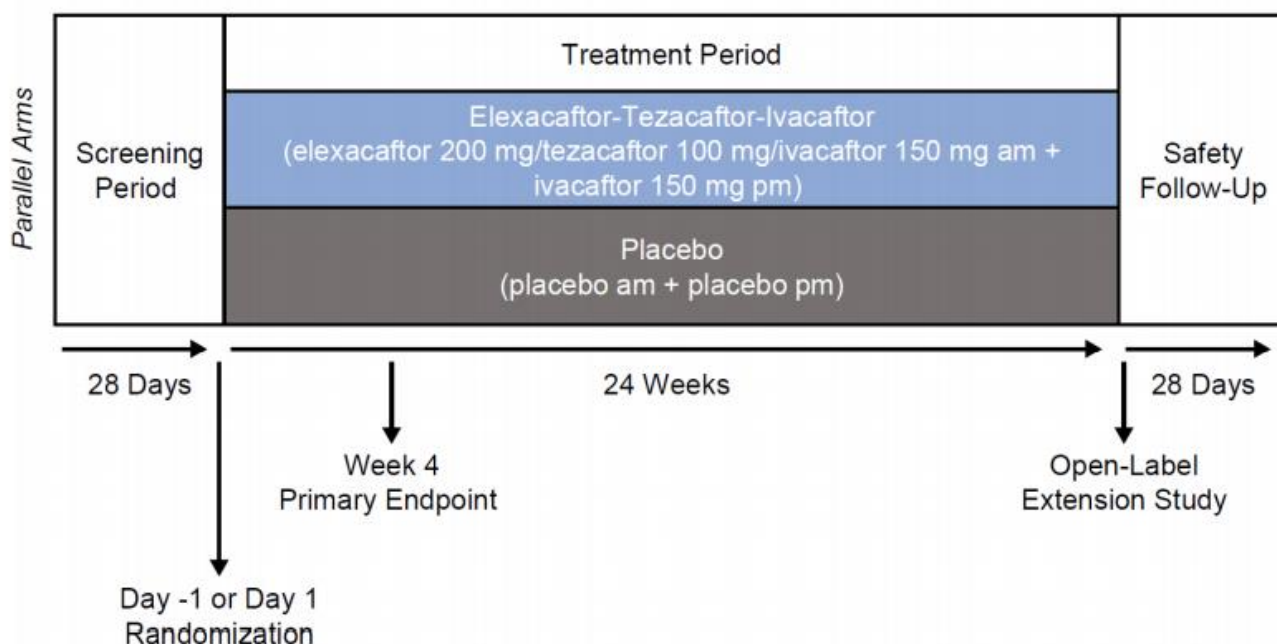 Parallel Arms
Screening
Period
Treatment Period
Elexacaftor-Tezacaftor-Ivacaftor
(elexacaftor 200 mg/tezacaftor 100 mg/ivacaftor 150 mg am +
ivacaftor 150 mg pm)
Placebo
(placebo am + placebo pm)
Safety
Follow-Up
28 Days
24 Weeks
28 Days
Week 4
Primary Endpoint
Open-Label
Extension Study
Day -1 or Day 1
Randomization